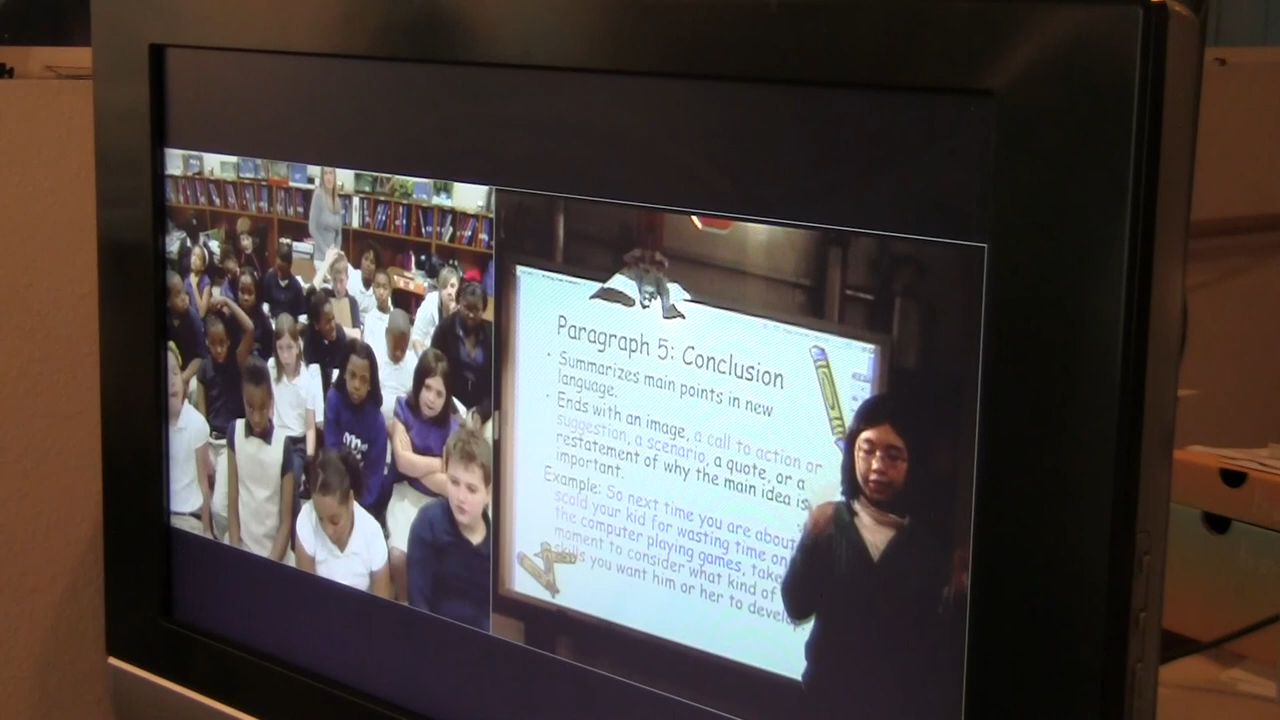 Paragraph 5: Conclusion
· Summarizes main points in new
language.
· Ends with an image, a call to action or
suggestion, a scenario, a quote, or a
restatement of why the main idea is
important.
Example: So next time you are about
scold your kid for wasting time on
the computer playing games, take
moment to consider what kind of
skills you want him or her to develop.